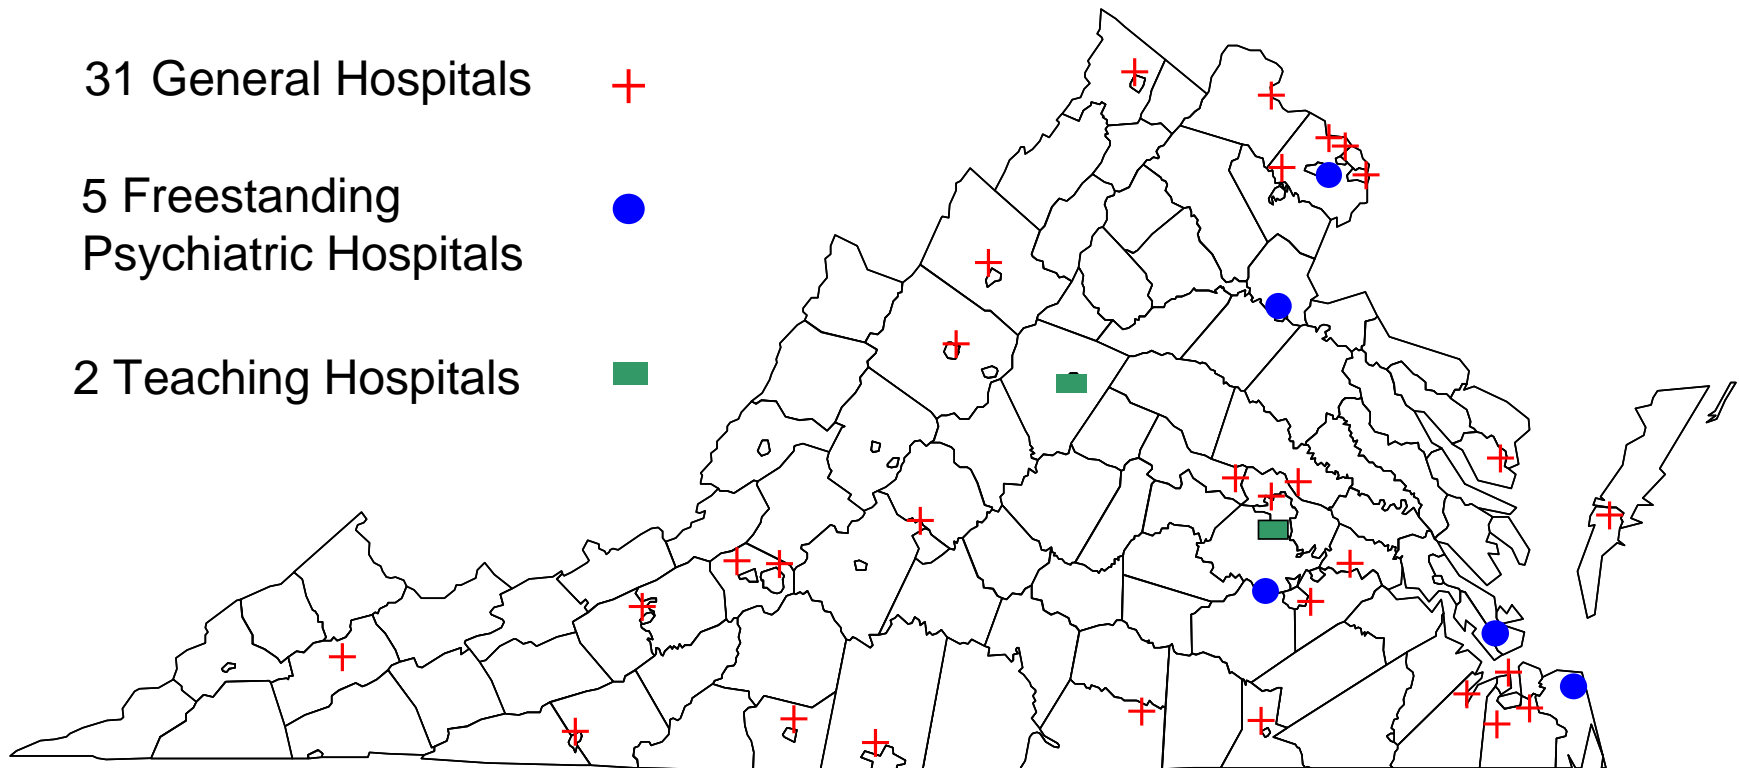 31 General Hospitals
5 Freestanding
Psychiatric Hospitals
2 Teaching Hospitals